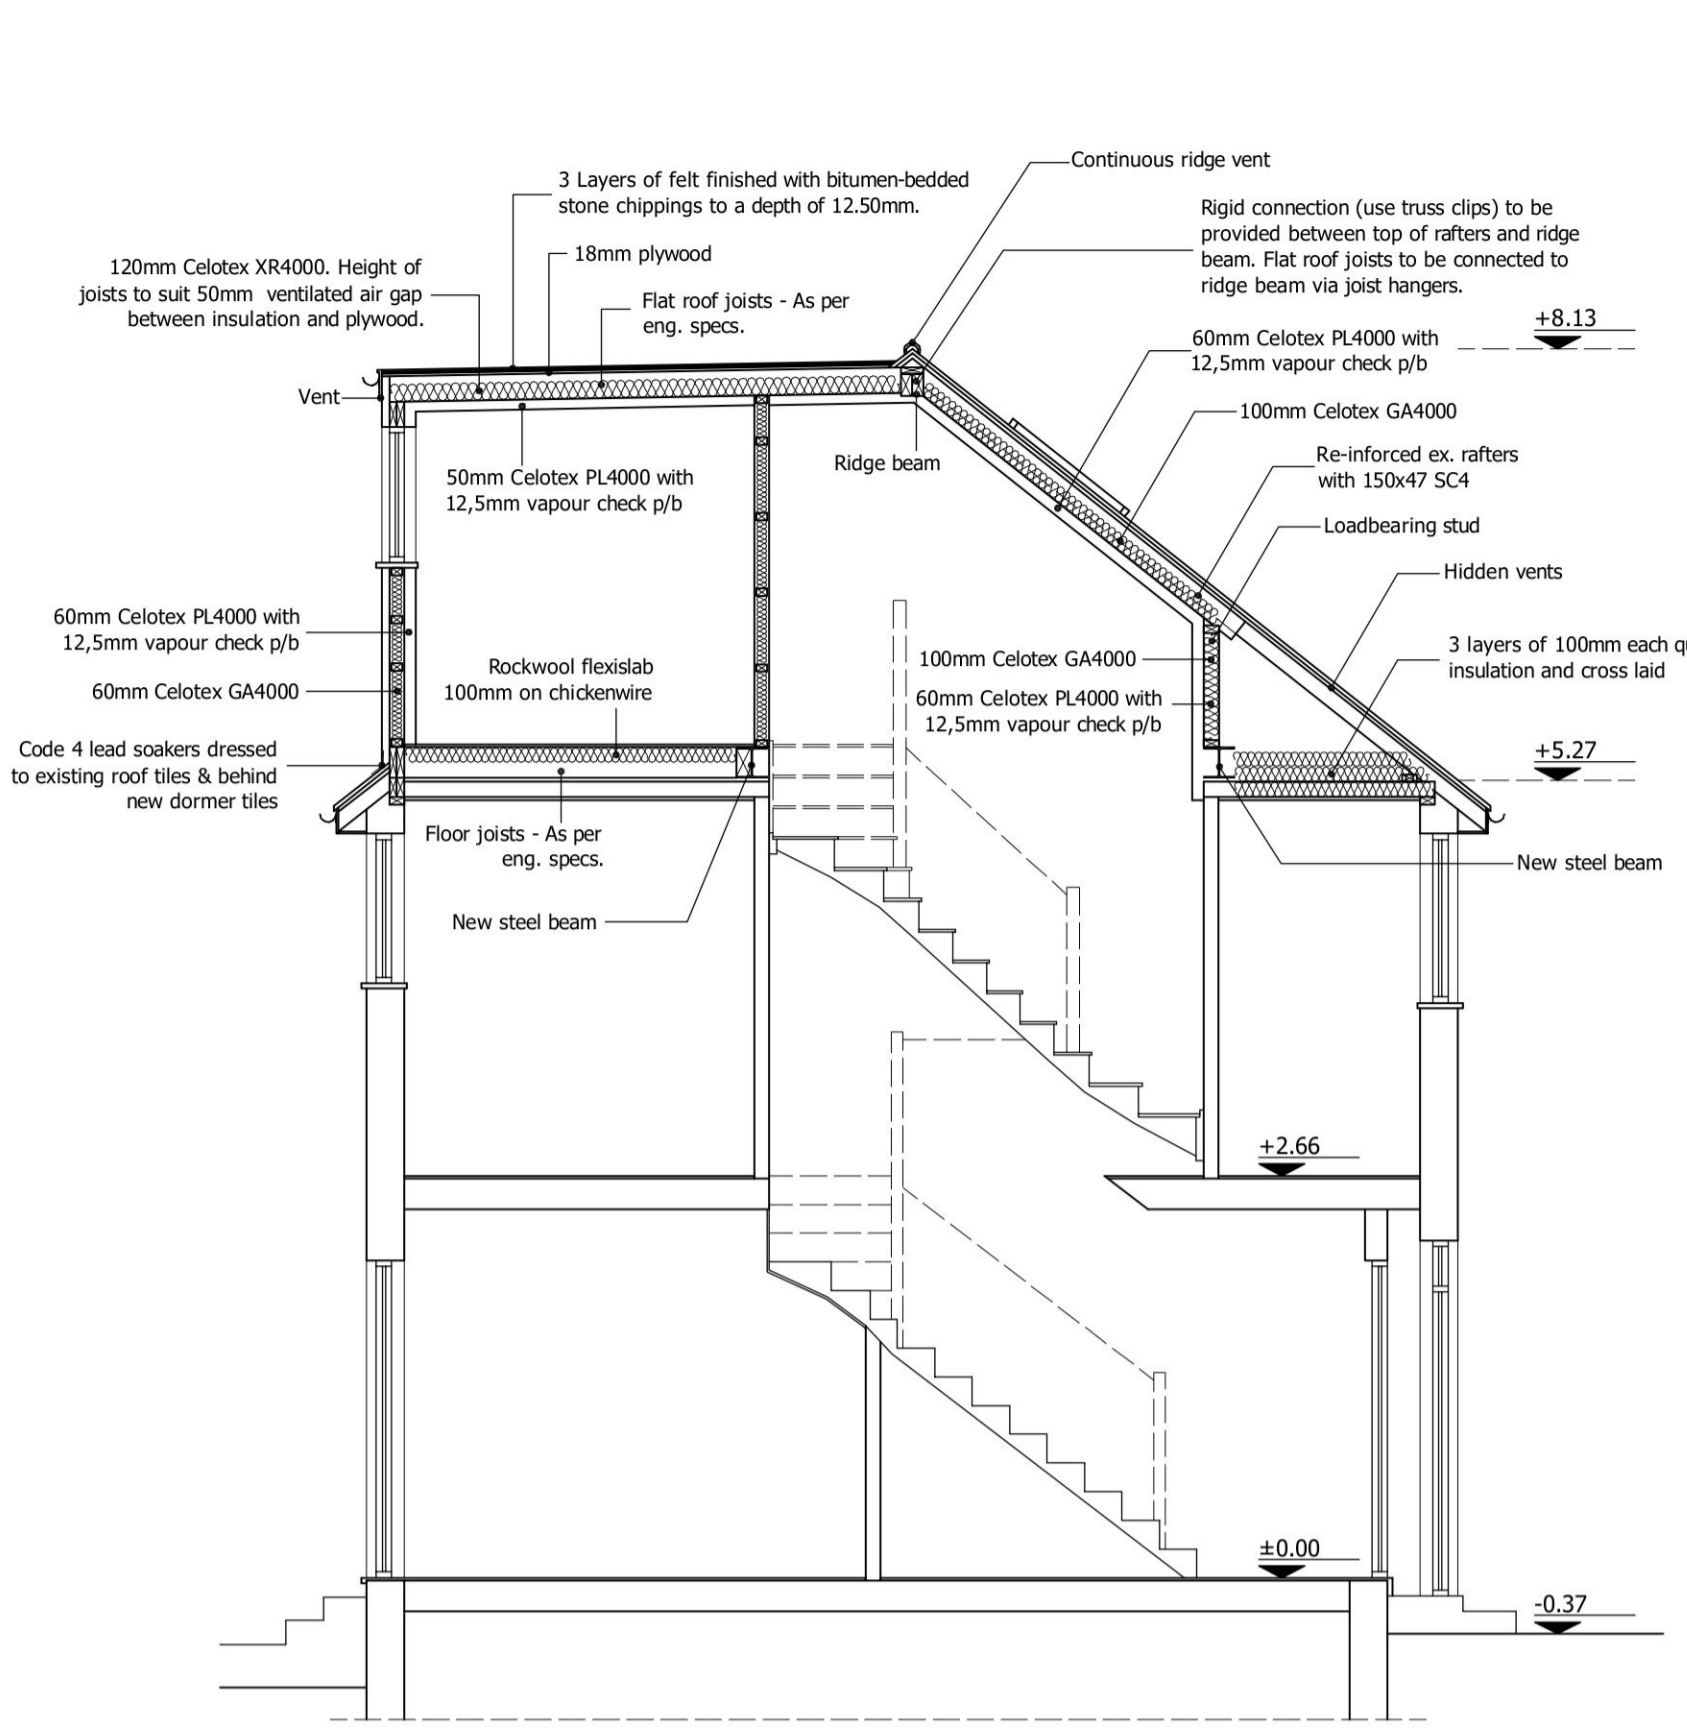 Continuous ridge vent
3 Layers of felt finished with bitumen-bedded
stone chippings to a depth of 12.50mm.
Rigid connection (use truss clips) to be
provided between top of rafters and ridge
beam. Flat roof joists to be connected to
ridge beam via joist hangers.
18mm plywood
120mm Celotex XR4000. Height of
joists to suit 50mm  ventilated air gap
between insulation and plywood.
Flat roof joists - As per
eng. specs.
+8.13
60mm Celotex PL4000 with
12,5mm vapour check p/b
Vent
100mm Celotex GA4000
Re-inforced ex. rafters
with 150x47 SC4
Ridge beam
50mm Celotex PL4000 with
12,5mm vapour check p/b
Loadbearing stud
Hidden vents
60mm Celotex PL4000 with
12,5mm vapour check p/b
3 layers of 100mm each
insulation and cross laid
Rockwool flexislab
100mm on chickenwire
100mm Celotex GA4000
60mm Celotex GA4000
60mm Celotex PL4000 with
12,5mm vapour check p/b
Code 4 lead soakers dressed
to existing roof tiles & behind
new dormer tiles
+5.27
Floor joists - As per
eng. specs.
New steel beam
New steel beam
+2.66
±0.00
-0.37